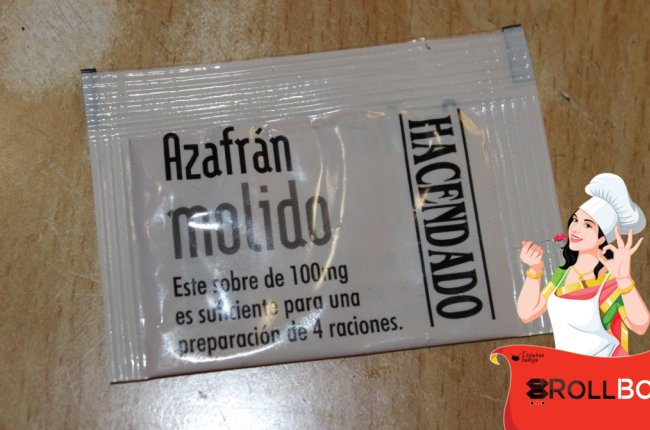 Azafrán
molido
Este sobre de 100mg
es suficiente para una
preparación de 4 raciones.
HACENDADO
ROLLBO